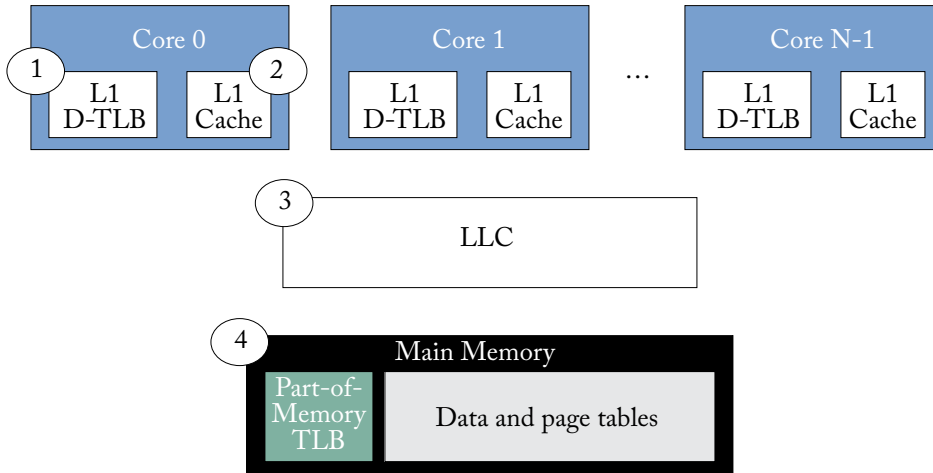 Core 0
Core 1
Core N-1
1
2
...
L1
D-TLB
L1
Cache
L1
D-TLB
L1
Cache
L1
D-TLB
L1
Cache
3
LLC
4
Main Memory
Part-of-
Memory
TLB
Data and page tables